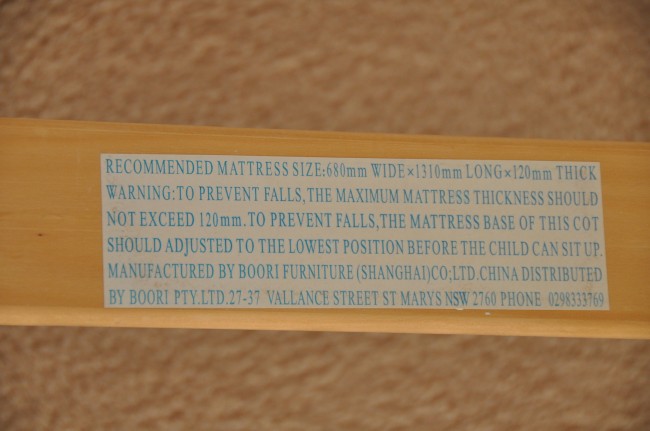 RECOMMENDED MATTRESS SIZE:680mm WIDE×1310mm LONG×120mm THICK
WARNING:TO PREVENT FALLS,THE MAXIMUM MATTRESS THICKNESS SHOULD
NOT EXCEED 120mm.TO PREVENT FALLS,THE MATTRESS BASE OF THIS COT
SHOULD ADJUSTED TO THE LOWEST POSITION BEFORE THE CHILD CAN SIT UP.
MANUFACTURED BY BOORI FURNITURE (SHANGHAI)CO;LTD.CHINA DISTRIBUTED
BY BOORI PTY.LTD.27-37 VALLANCE STREET ST MARYS NSW 2760 PHONE 0298333769